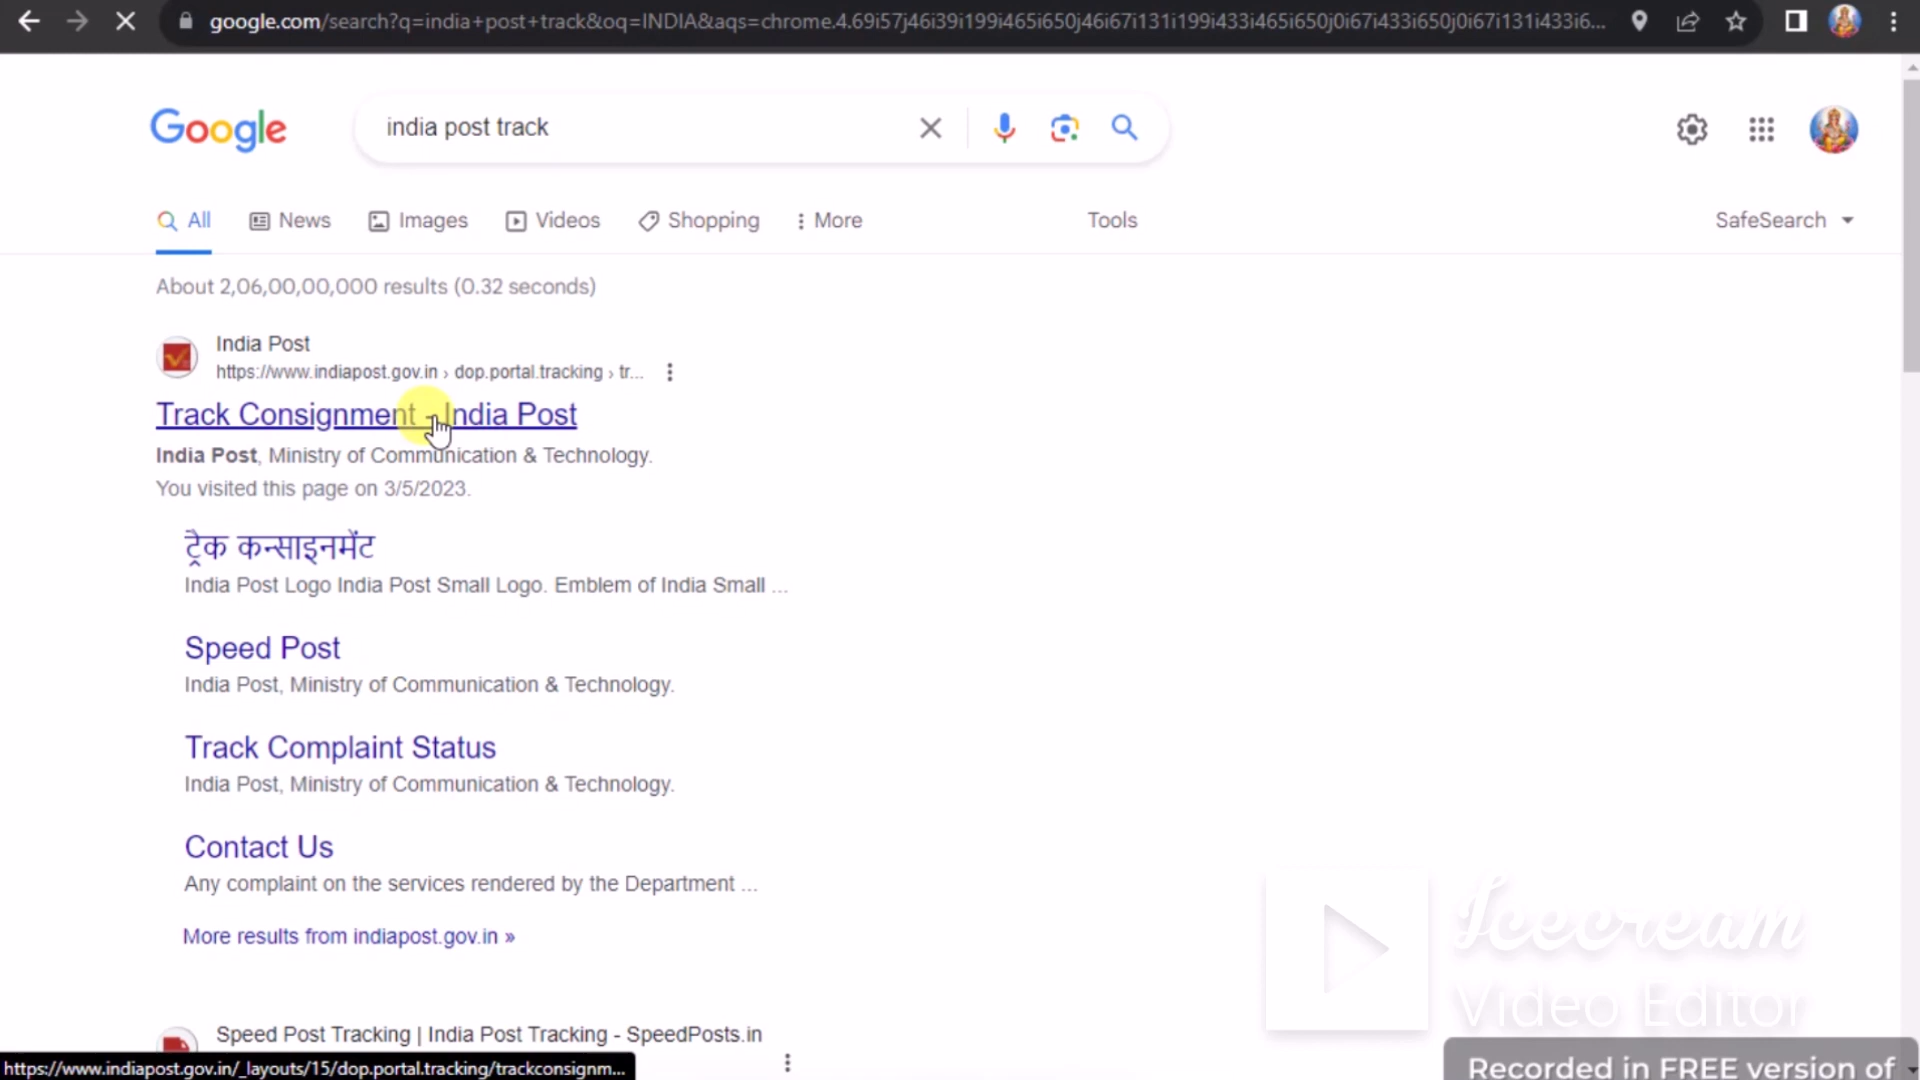 google.com/search?q=india+post+track&oq=INDIA&aqs=chrome.4.69i57j46i39i199i465i650j46i67i131i199i433i465i650j0i67i433i650j0i67i131i433i6...
Google
india post track
All
News
Images
Videos
Shopping
More
Tools
SafeSearch
About 2,06,00,00,000 results (0.32 seconds)
India Post
https://www.indiapost.gov.in › dop.portal.tracking › tr...
Track Consignment - India Post
India Post, Ministry of Communication & Technology.
You visited this page on 3/5/2023.
ट्रैक कन्साइनमेंट
India Post Logo India Post Small Logo. Emblem of India Small ...
Speed Post
India Post, Ministry of Communication & Technology.
Track Complaint Status
India Post, Ministry of Communication & Technology.
Contact Us
Any complaint on the services rendered by the Department ...
More results from indiapost.gov.in »
Icecream
Video Editor
Speed Post Tracking | India Post Tracking - SpeedPosts.in
https://www.indiapost.gov.in/_layouts/15/dop.portal.tracking/trackconsignm...
Recorded in FREE version of